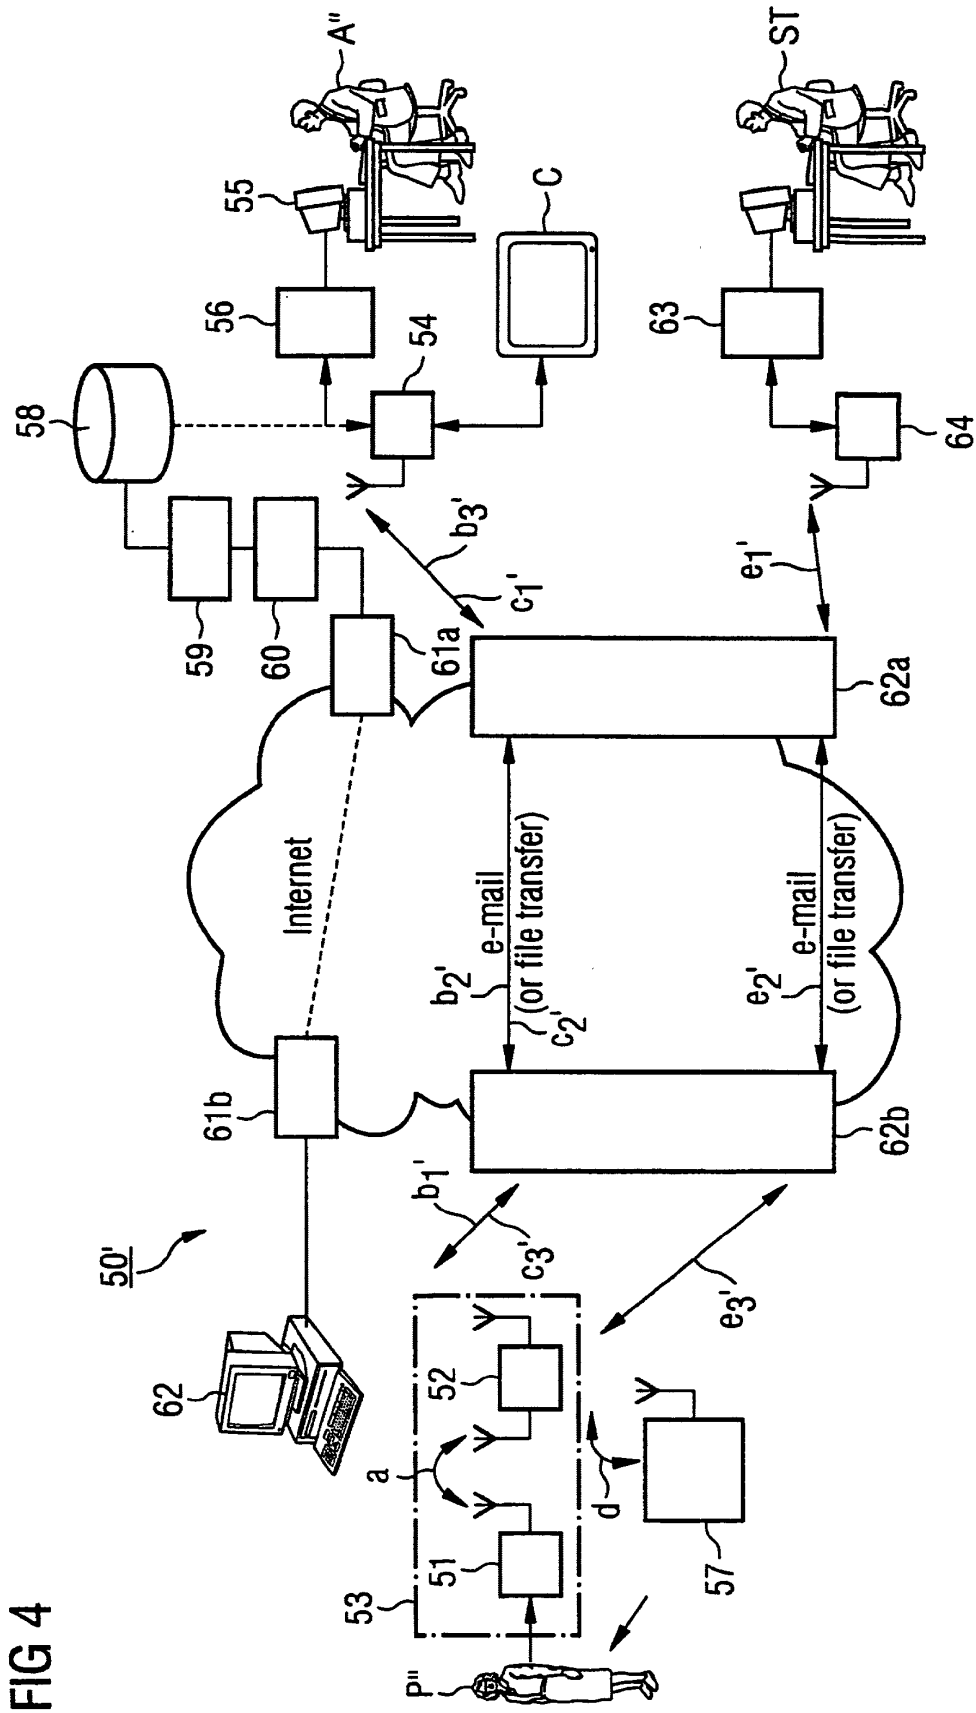 FIG 4
50'
62
61b
Internet
61a
60
59
58
56
55
A"
54
C
b3'
c1'
b2'
e-mail
(or file transfer)
c2'
b1'
c3'
62a
62b
e2'
e-mail
(or file transfer)
e1'
e3'
63
64
ST
P"
53
51
a
52
d
57